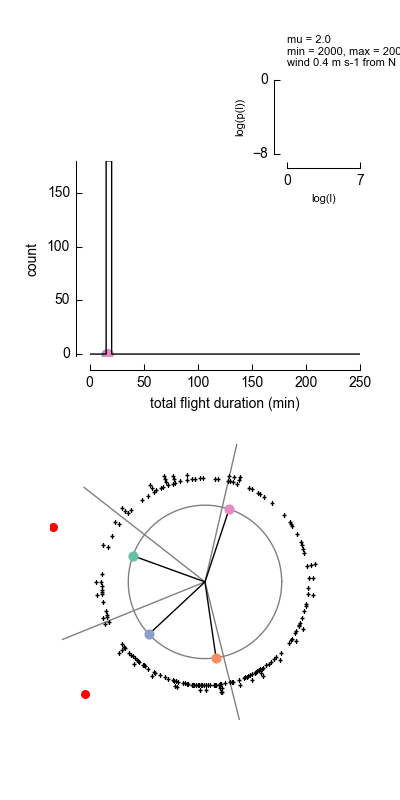 mu = 2.0
min = 2000, max = 200
wind 0.4 m s-1 from N
0
−8
log(p(l))
0 7
log(l)
150
100
50
0
count
0 50 100 150 200 250
total flight duration (min)